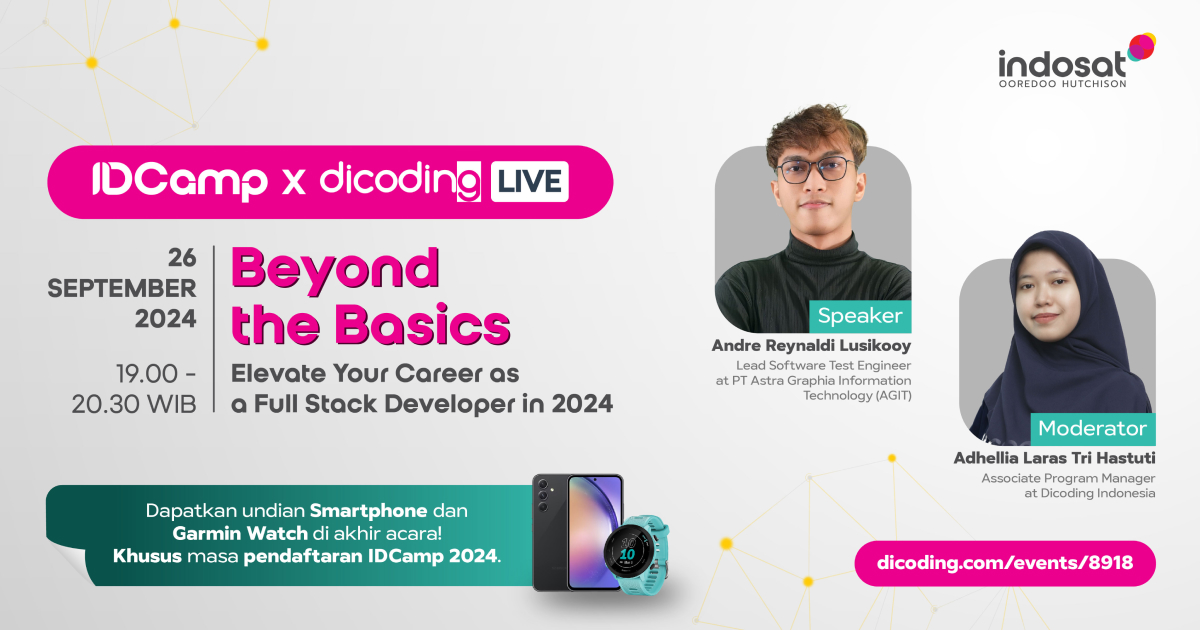 indosat
OOREDOO HUTCHISON
IDCamp x dicoding LIVE
26
SEPTEMBER
2024
19.00 -
20.30 WIB
Beyond
the Basics
Elevate Your Career as
a Full Stack Developer in 2024
Speaker
Andre Reynaldi Lusikooy
Lead Software Test Engineer
at PT Astra Graphia Information
Technology (AGIT)
Moderator
Adhellia Laras Tri Hastuti
Associate Program Manager
at Dicoding Indonesia
Dapatkan undian Smartphone dan
Garmin Watch di akhir acara!
Khusus masa pendaftaran IDCamp 2024.
10
dicoding.com/events/8918